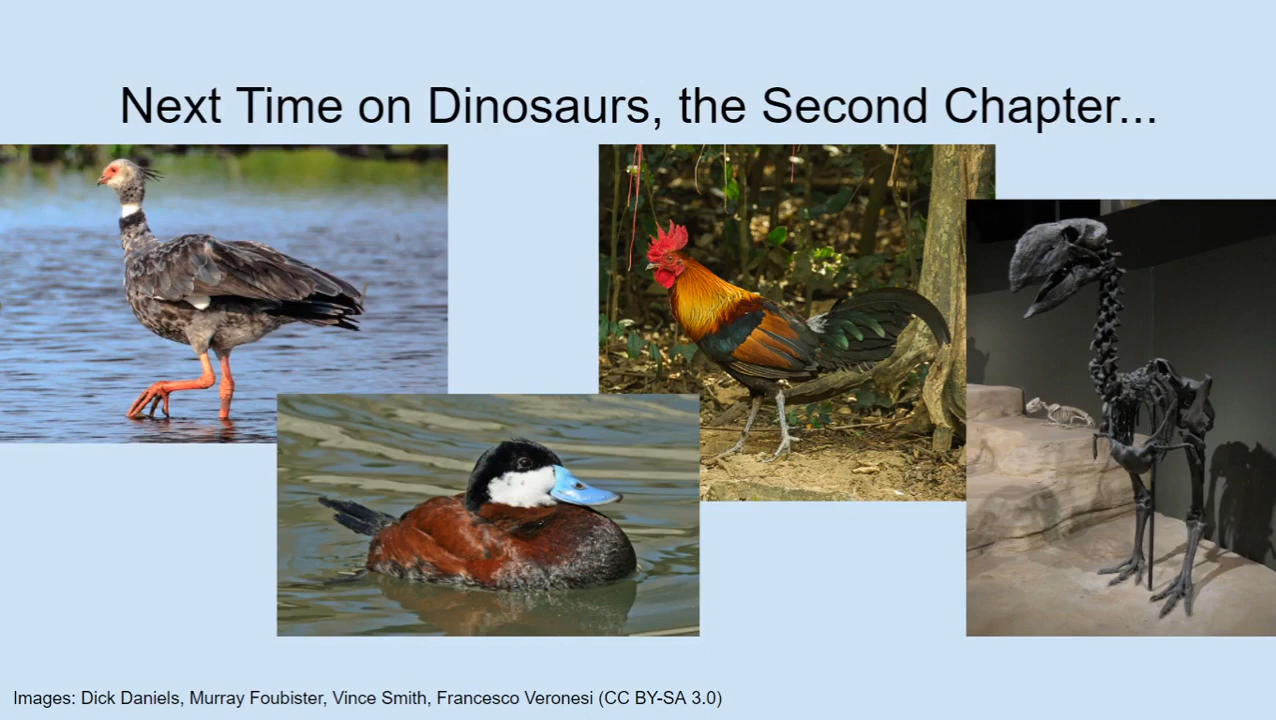 Next Time on Dinosaurs, the Second Chapter...
Images: Dick Daniels, Murray Foubister, Vince Smith, Francesco Veronesi (CC BY-SA 3.0)